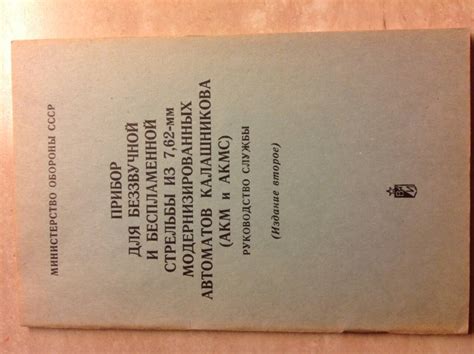 МИНИСТЕРСТВО ОБОРОНЫ СССР
ПРИБОР
ДЛЯ БЕЗЗВУЧНОЙ
И БЕСПЛАМЕННОЙ
СТРЕЛЬБЫ ИЗ 7,62-мм
МОДЕРНИЗИРОВАННЫХ
АВТОМАТОВ КАЛАШНИКОВА
(АКМ и АКМС)
РУКОВОДСТВО СЛУЖБЫ
(Издание второе)